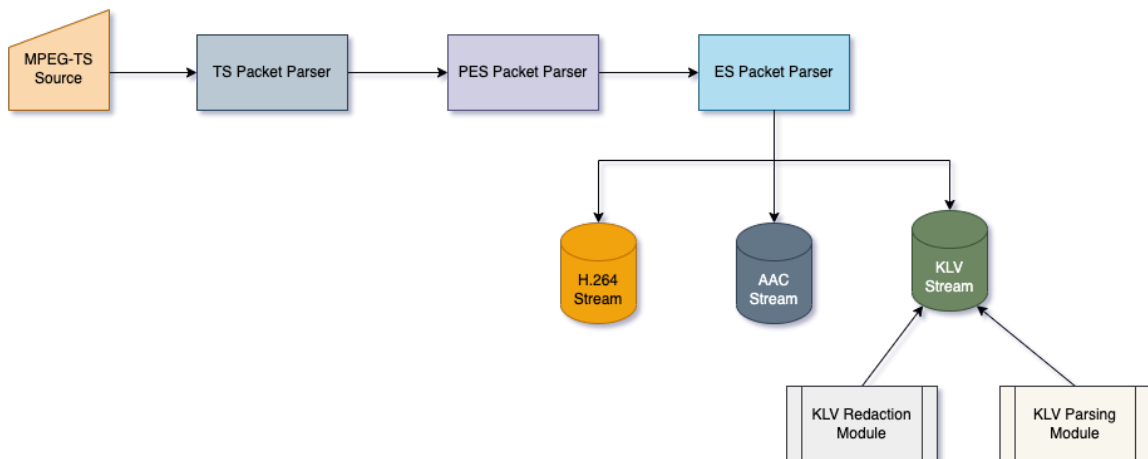 MPEG-TS
Source
TS Packet Parser
PES Packet Parser
ES Packet Parser
H.264
Stream
AAC
Stream
KLV
Stream
KLV Redaction
Module
KLV Parsing
Module